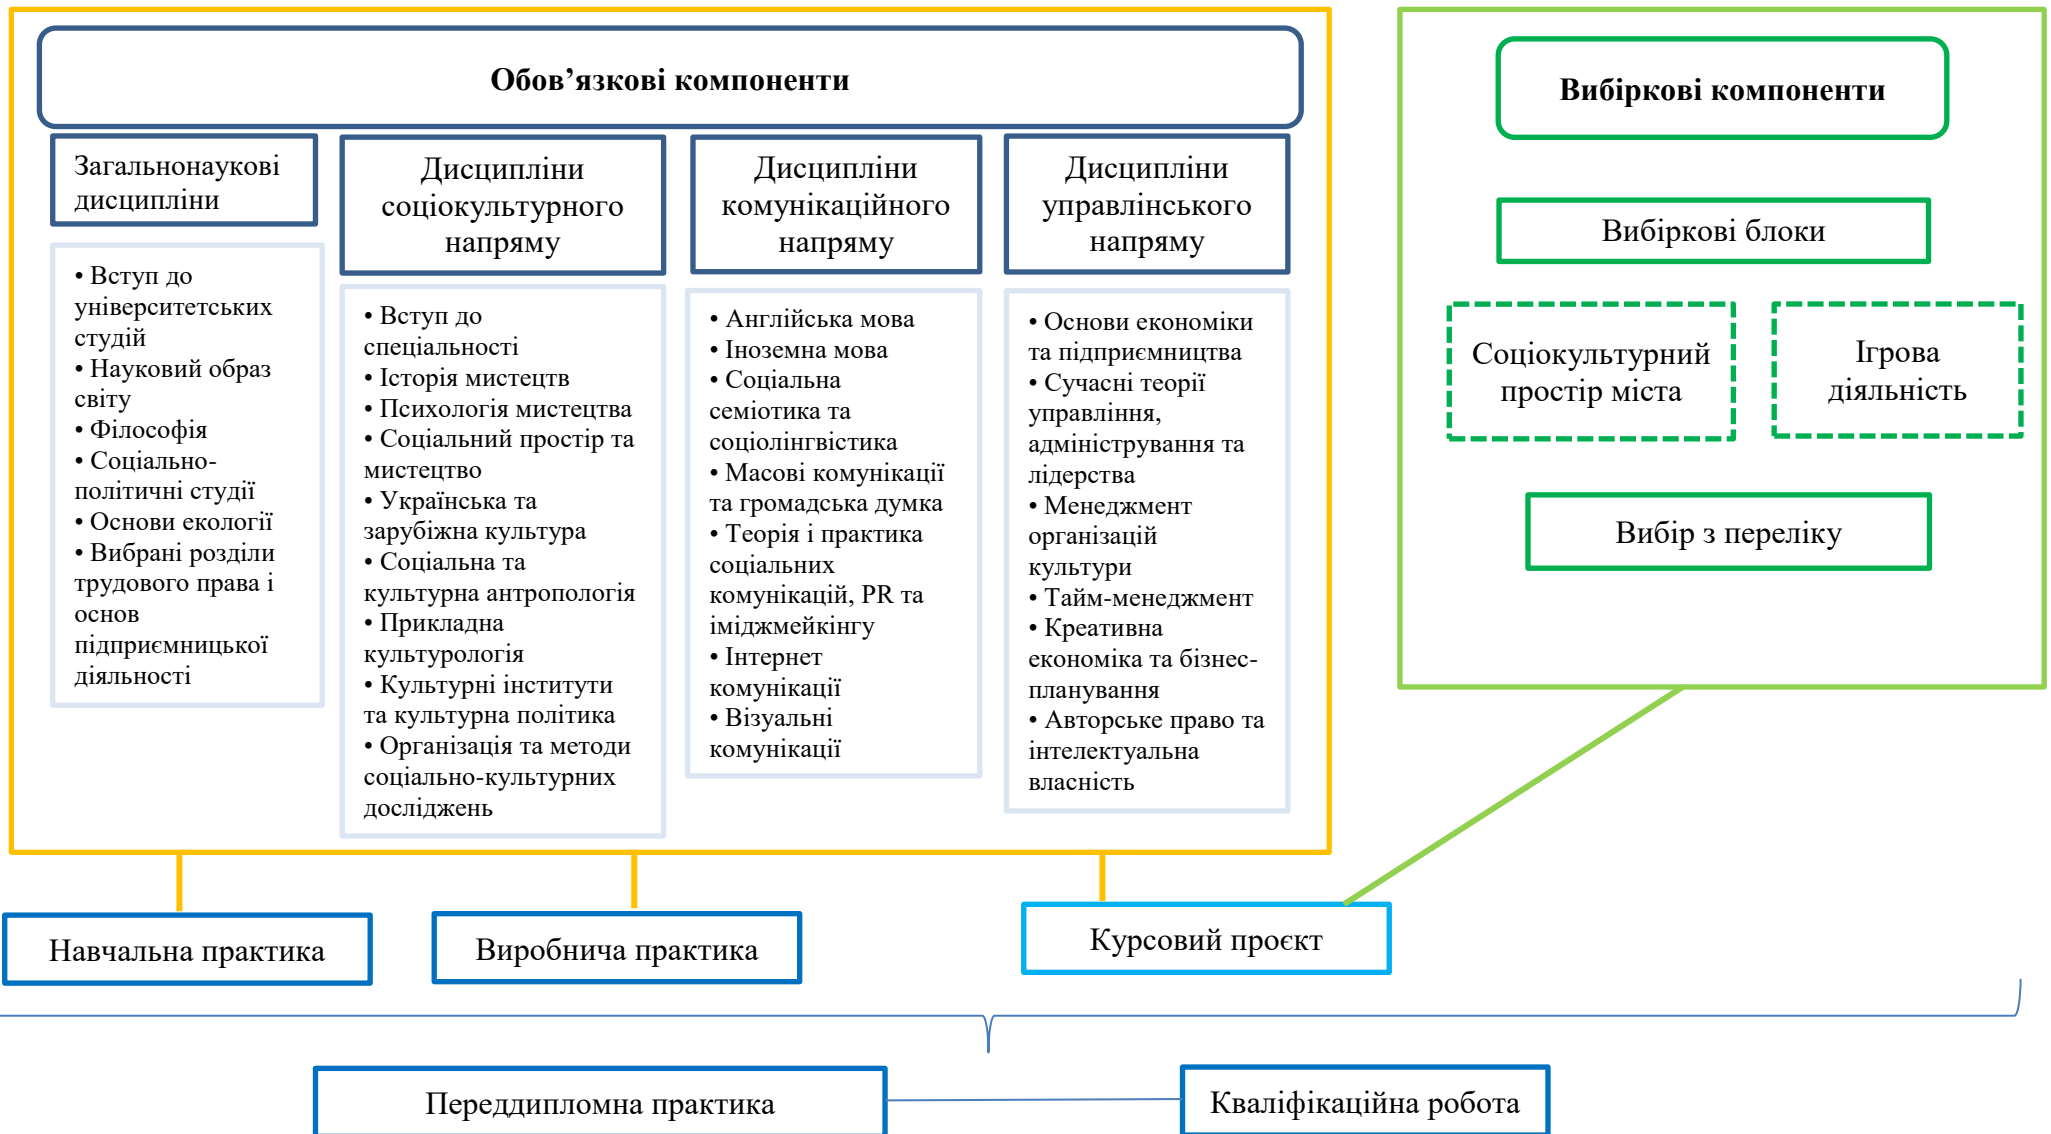 Обов’язкові компоненти
Загальнонаукові
дисципліни
• Вступ до
університетських
студій
• Науковий образ
світу
• Філософія
• Соціально-
політичні студії
• Основи екології
• Вибрані розділи
трудового права і
основ
підприємницької
діяльності
Дисципліни
соціокультурного
напряму
• Вступ до
спеціальності
• Історія мистецтв
• Психологія мистецтва
• Соціальний простір та
мистецтво
• Українська та
зарубіжна культура
• Соціальна та
культурна антропологія
• Прикладна
культурологія
• Культурні інститути
та культурна політика
• Організація та методи
соціально-культурних
досліджень
Дисципліни
комунікаційного
напряму
• Англійська мова
• Іноземна мова
• Соціальна
семіотика та
соціолінгвістика
• Масові комунікації
та громадська думка
• Теорія і практика
соціальних
комунікацій, PR та
іміджмейкінгу
• Інтернет
комунікації
• Візуальні
комунікації
Дисципліни
управлінського
напряму
• Основи економіки
та підприємництва
• Сучасні теорії
управління,
адміністрування та
лідерства
• Менеджмент
організацій
культури
• Тайм-менеджмент
• Креативна
економіка та бізнес-
планування
• Авторське право та
інтелектуальна
власність
Вибіркові компоненти
Вибіркові блоки
Соціокультурний
простір міста
Ігрова
діяльність
Вибір з переліку
Навчальна практика
Виробнича практика
Курсовий проєкт
Переддипломна практика
Кваліфікаційна робота